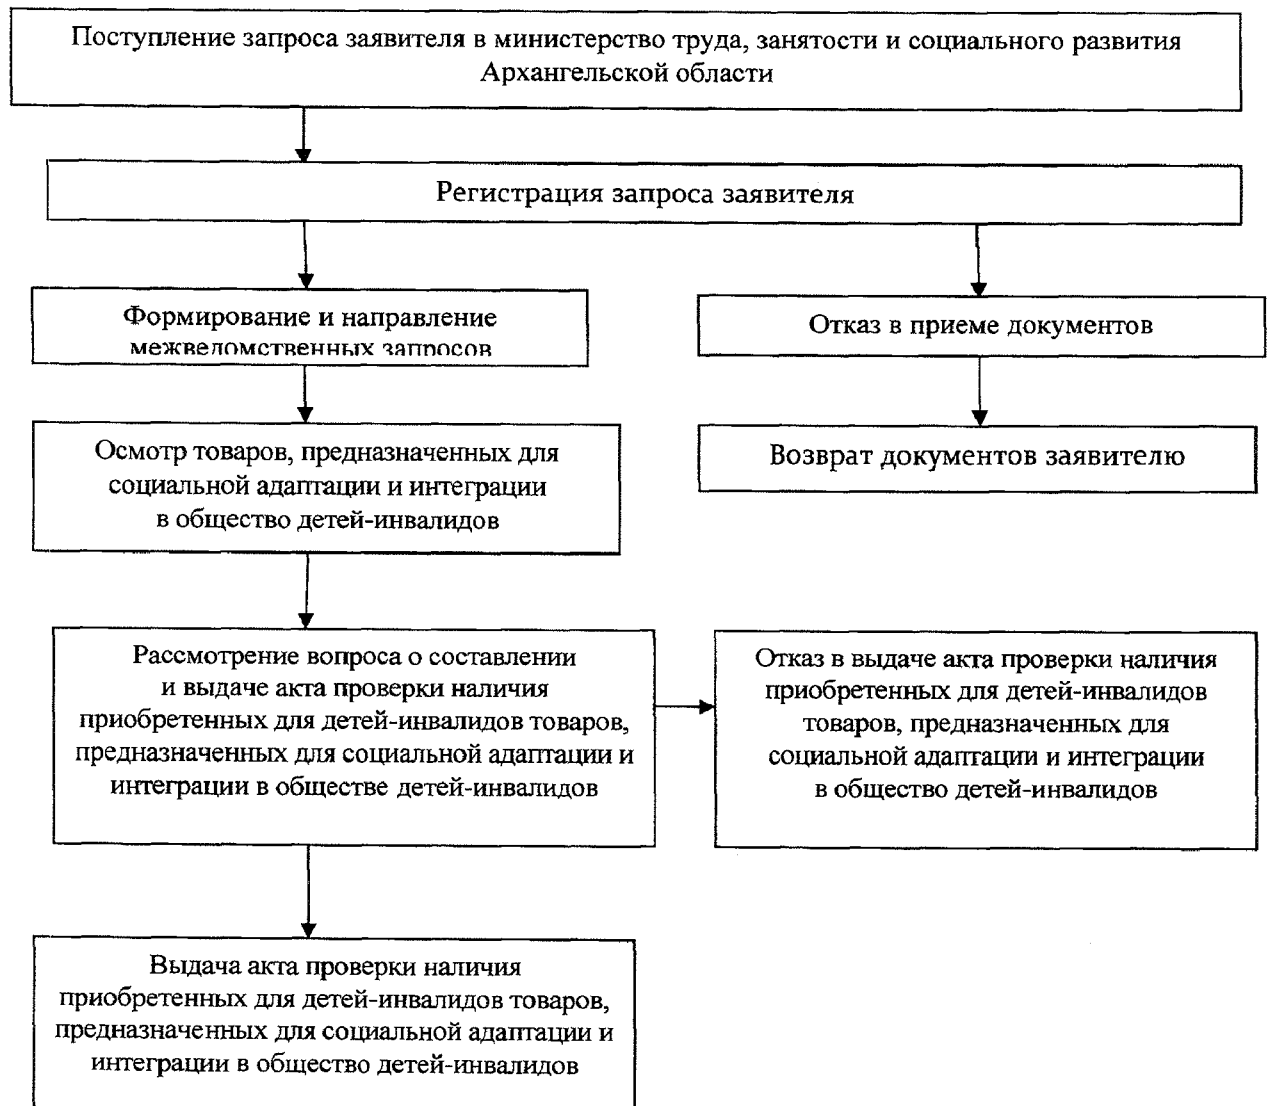 Поступление запроса заявителя в министерство труда, занятости и социального развития
Архангельской области
Регистрация запроса заявителя
Формирование и направление
межведомственных запросов
Отказ в приеме документов
Осмотр товаров, предназначенных для
социальной адаптации и интеграции
в общество детей-инвалидов
Возврат документов заявителю
Рассмотрение вопроса о составлении
и выдаче акта проверки наличия
приобретенных для детей-инвалидов товаров,
предназначенных для социальной адаптации и
интеграции в обществе детей-инвалидов
Отказ в выдаче акта проверки наличия
приобретенных для детей-инвалидов
товаров, предназначенных для
социальной адаптации и интеграции
в общество детей-инвалидов
Выдача акта проверки наличия
приобретенных для детей-инвалидов товаров,
предназначенных для социальной адаптации и
интеграции в общество детей-инвалидов